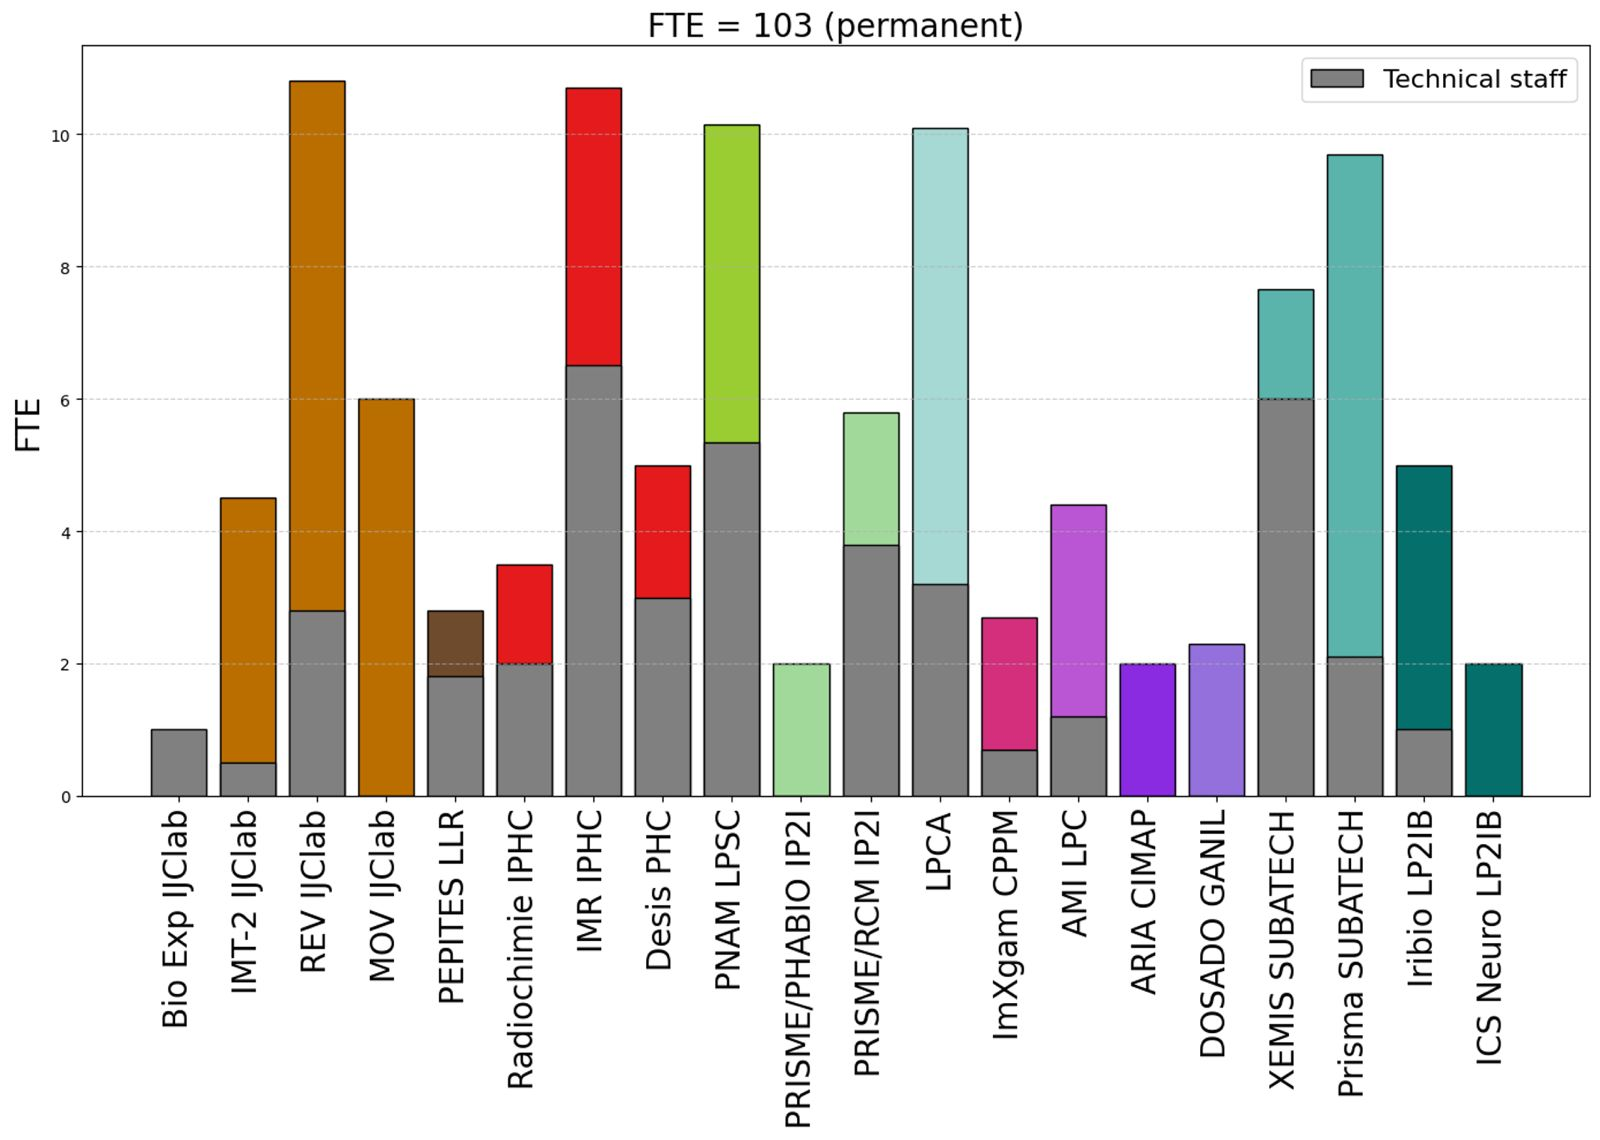 FTE = 103 (permanent)
Technical staff
FTE
10
8
6
4
2
0
Bio Exp IJClab
IMT-2 IJClab
REV IJClab
MOV IJClab
PEPITES LLR
Radiochimie IPHC
IMR IPHC
Desis PHC
PNAM LPSC
PRISME/PHABIO IP2I
PRISME/RCM IP2I
LPCA
ImXgam CPPM
AMI LPC
ARIA CIMAP
DOSADO GANIL
XEMIS SUBATECH
Prisma SUBATECH
Iribio LP2IB
ICS Neuro LP2IB